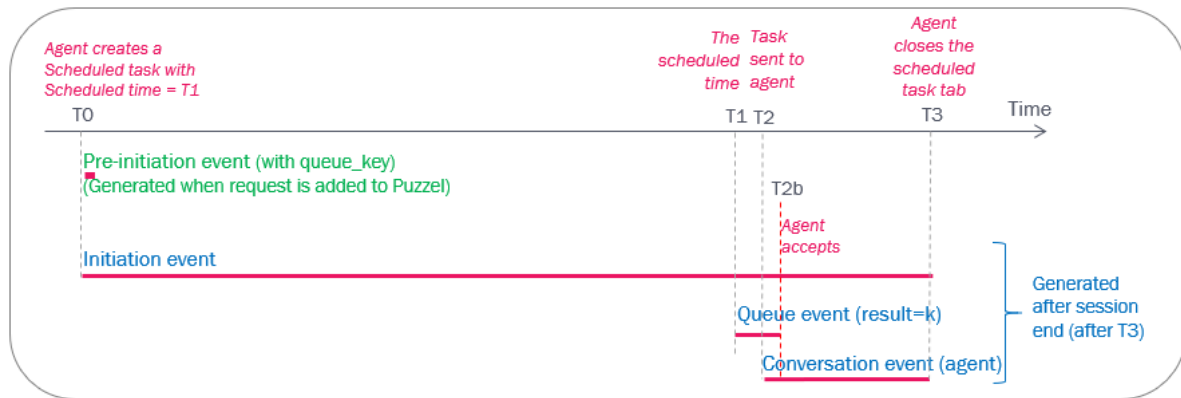 Agent creates a
Scheduled task with
Scheduled time = T1
The
scheduled
time
Task
sent to
agent
Agent
closes the
scheduled
task tab
T0
T1
T2
T3
Time
Pre-initiation event (with queue_key)
(Generated when request is added to Puzzel)
T2b
Agent
accepts
Initiation event
Generated
after session
end (after T3)
Queue event (result=k)
Conversation event (agent)